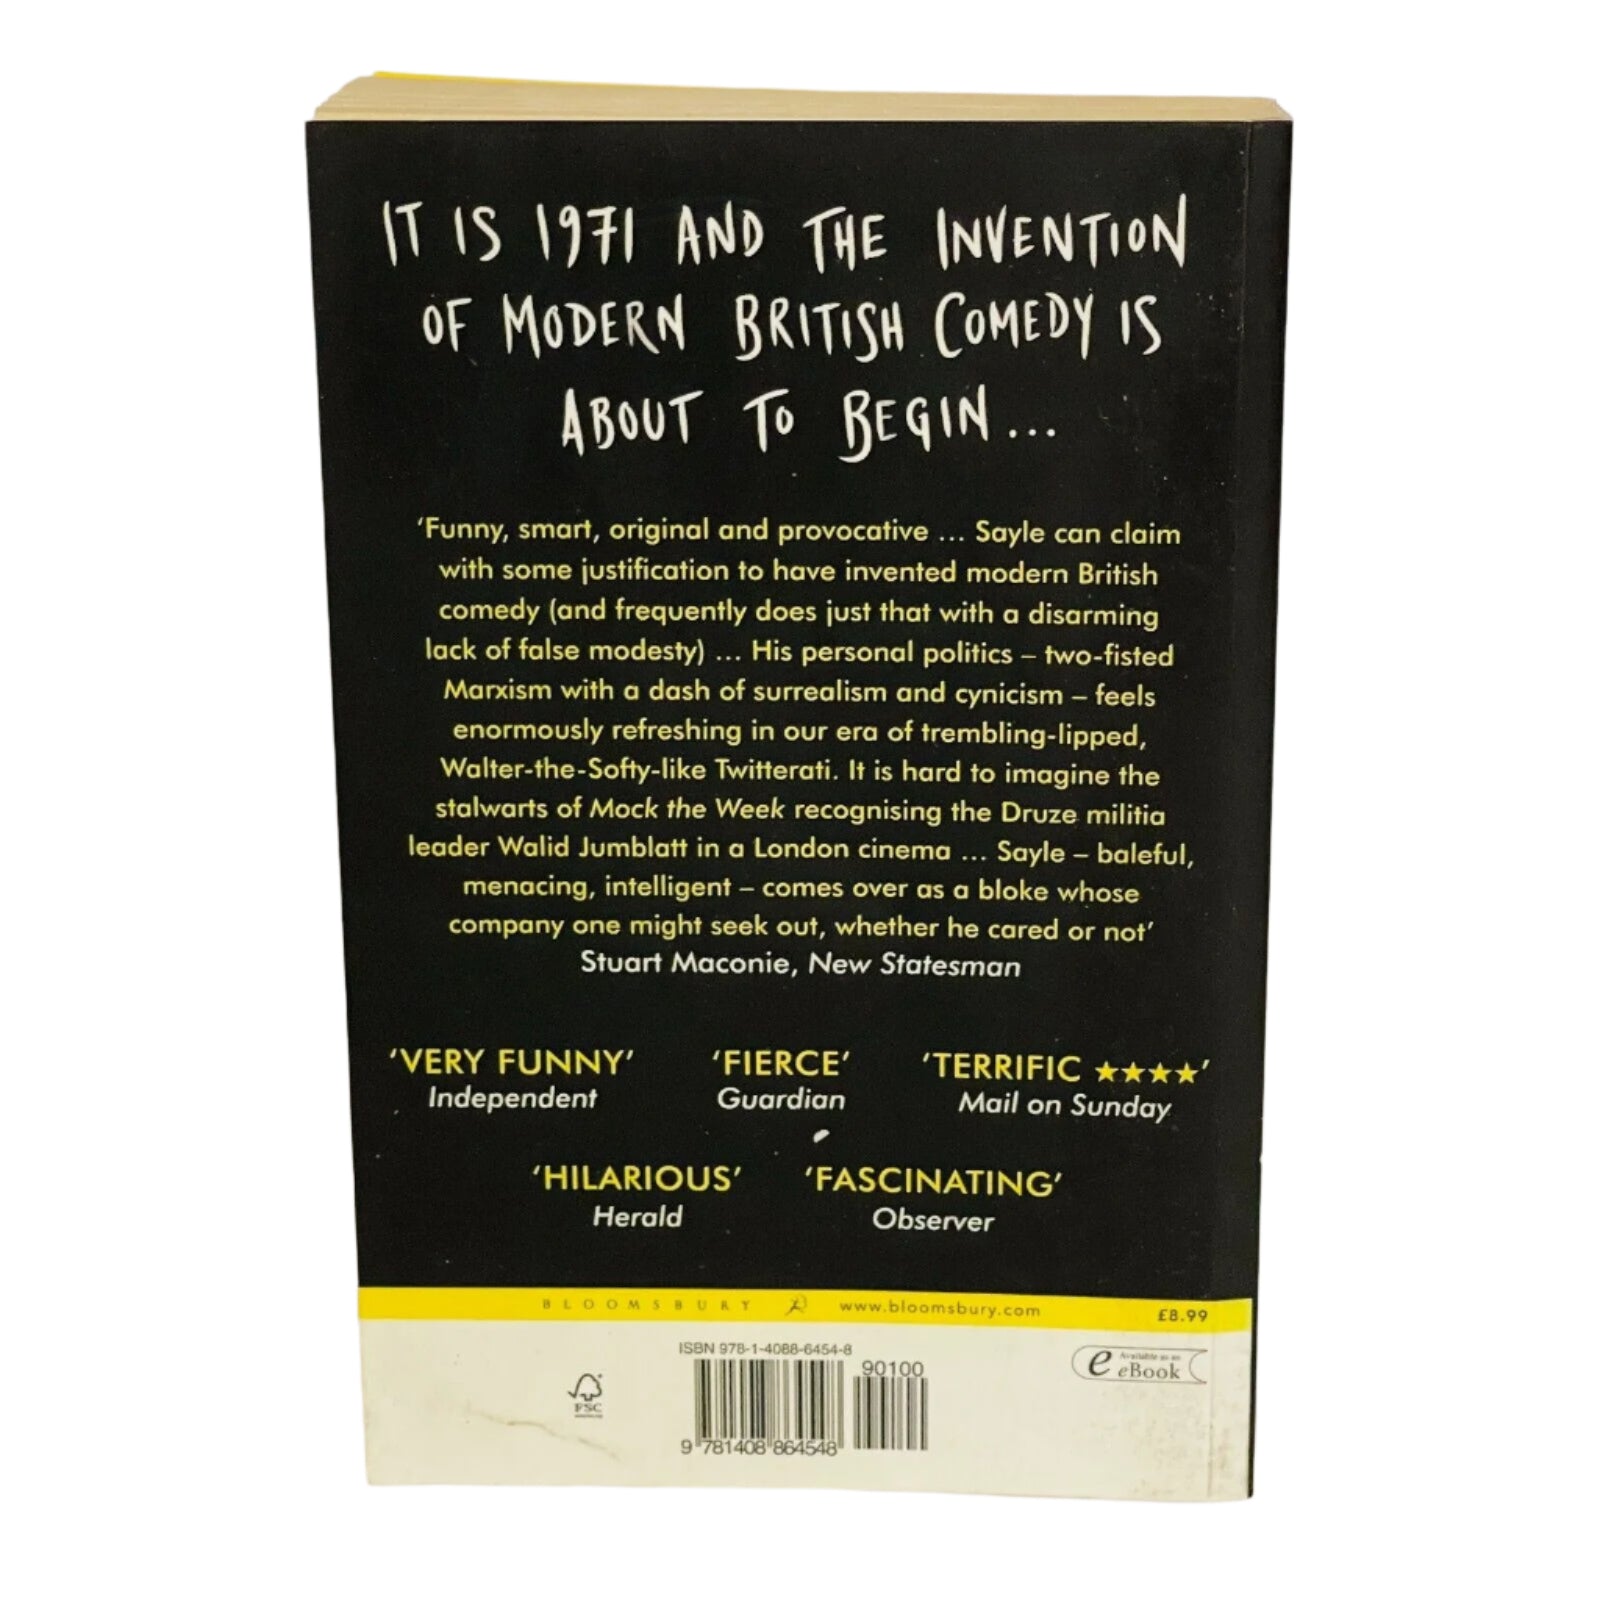 IT IS 1971 AND THE INVENTION
OF MODERN BRITISH COMEDY IS
ABOUT TO BEGIN...
‘Funny, smart, original and provocative ... Sayle can claim
with some justification to have invented modern British
comedy (and frequently does just that with a disarming
lack of false modesty) ... His personal politics – two-fisted
Marxism with a dash of surrealism and cynicism – feels
enormously refreshing in our era of trembling-lipped,
Walter-the-Softy-like Twitterati. It is hard to imagine the
stalwarts of Mock the Week recognising the Druze militia
leader Walid Jumblatt in a London cinema ... Sayle – baleful,
menacing, intelligent – comes over as a bloke whose
company one might seek out, whether he cared or not’
Stuart Maconie, New Statesman
‘VERY FUNNY’ ‘FIERCE’ ‘TERRIFIC ★★★★’
Independent Guardian Mail on Sunday
‘HILARIOUS’ ‘FASCINATING’
Herald Observer
BLOOMSBURY www.bloomsbury.com £8.99
ISBN 978-1-4088-6454-8
90100
Available as an
eBook
e
FSC
9 781408 864548